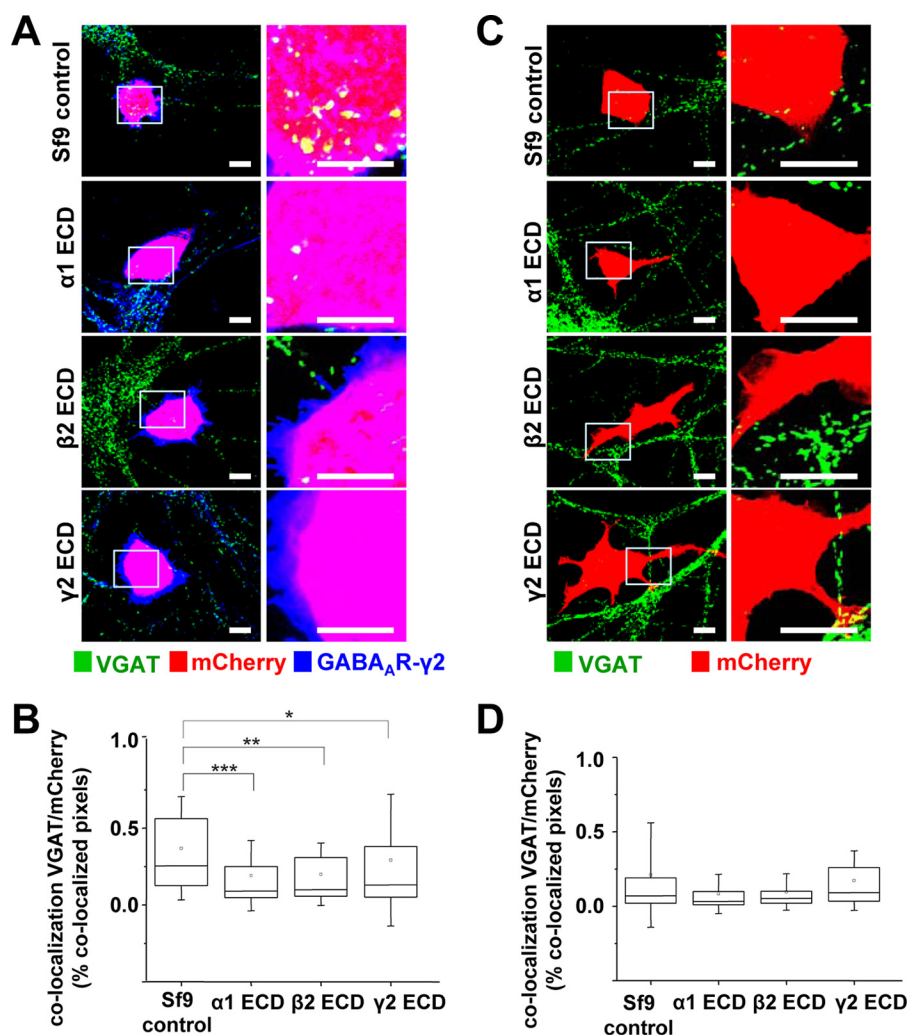 A
Sf9 control
α1 ECD
β2 ECD
γ2 ECD
VGAT mCherry GABA_AR-γ2
C
Sf9 control
α1 ECD
β2 ECD
γ2 ECD
VGAT mCherry
B
co-localization VGAT/mCherry
(% co-localized pixels)
1.0
0.5
0.0
*
**
***
Sf9 α1 ECD β2 ECD γ2 ECD
control
D
co-localization VGAT/mCherry
(% co-localized pixels)
1.0
0.5
0.0
Sf9 α1 ECD β2 ECD γ2 ECD
control